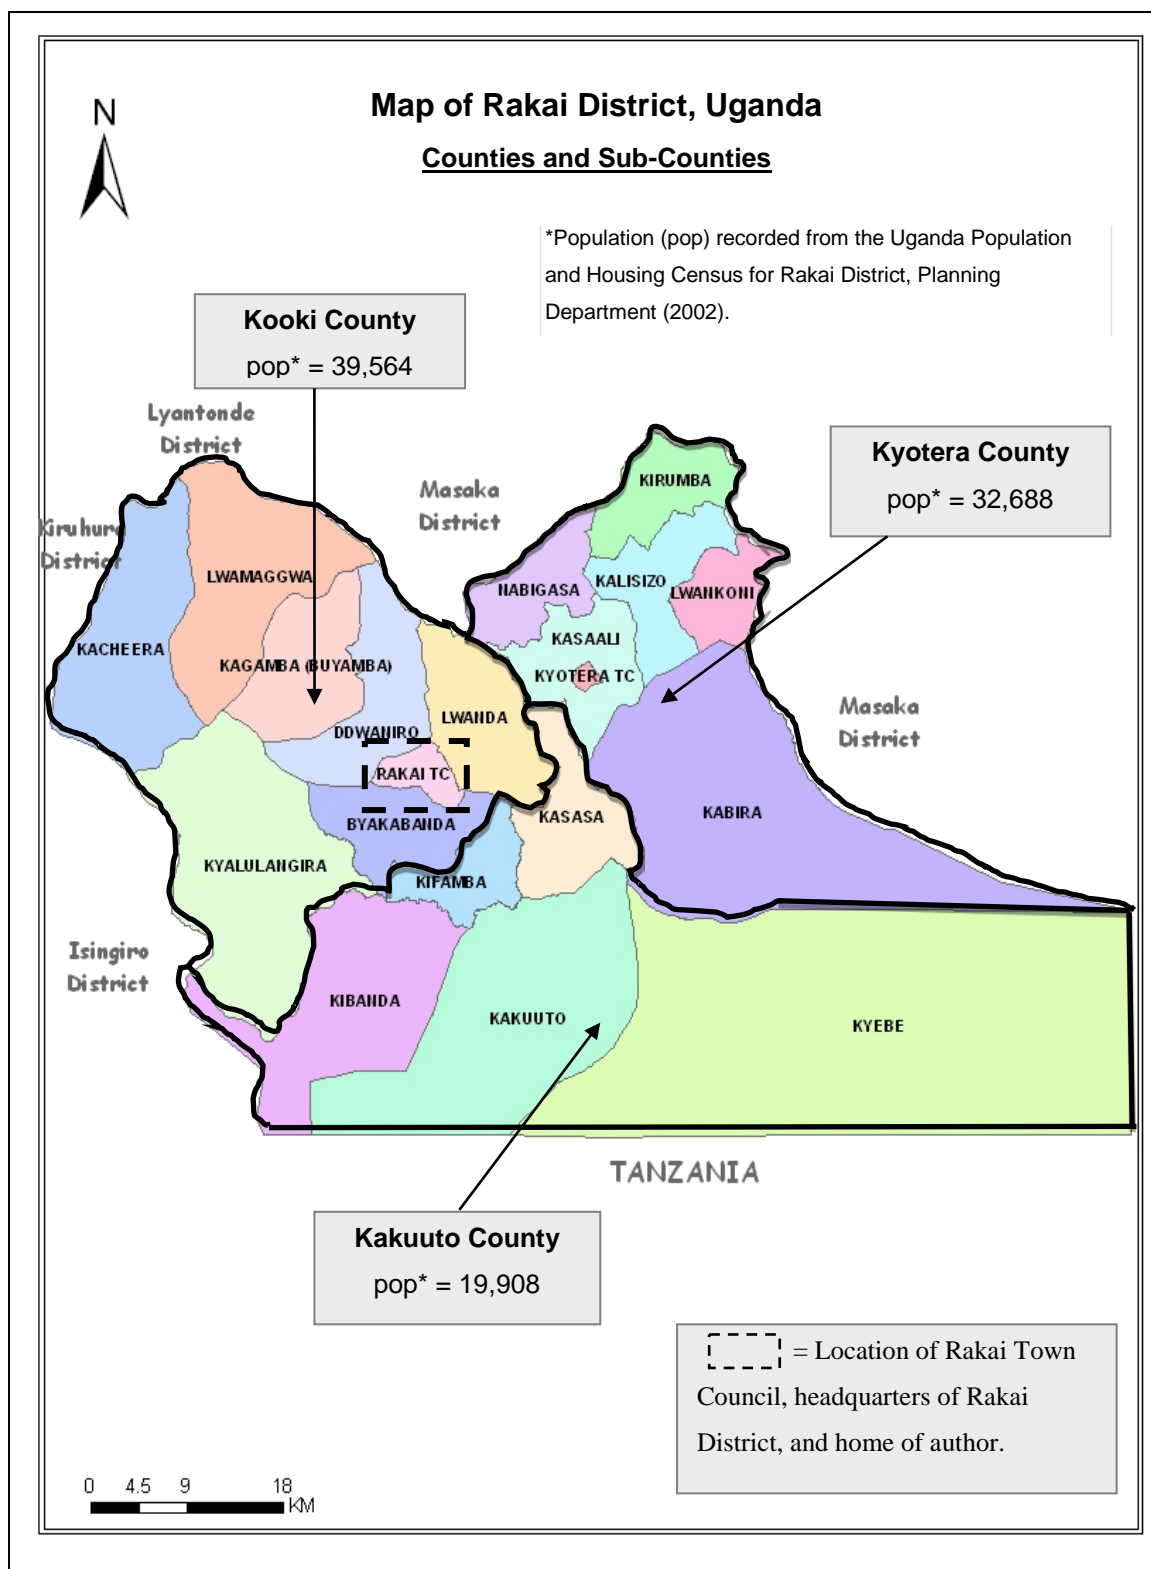 Map of Rakai District, Uganda
Counties and Sub-Counties
N
*Population (pop) recorded from the Uganda Population
and Housing Census for Rakai District, Planning
Department (2002).
Kooki County
pop* = 39,564
Lyantonde
District
Kyotera County
pop* = 32,688
Masaka
District
Kiruhura
District
KIRUMBA
LWAMAGGWA
NABIGASA
KALISIZO
LWANKONI
KACHEERA
KAGAMBA (BUYAMBA)
KASAALI
KYOTERA TC
LWANDA
DDWANIRO
Masaka
District
RAKAI TC
BYAKABANDA
KASASA
KABIRA
KYALULANGIRA
KIFAMBA
Isingiro
District
KIBANDA
KAKUUTO
KYEBE
TANZANIA
Kakuuto County
pop* = 19,908
= Location of Rakai Town
Council, headquarters of Rakai
District, and home of author.
0 4.5 9 18
KM